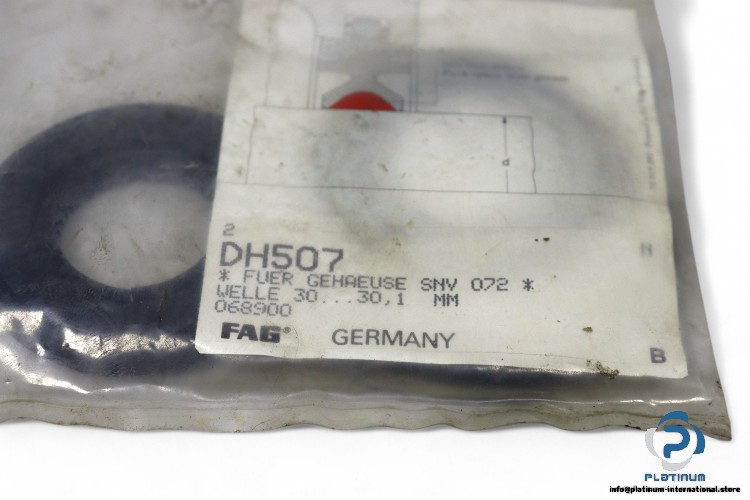 d
2
DH507
* FUER GEHAEUSE SNV 072 *
WELLE 30...30,1 MM
068900
FAG GERMANY
H
B
PLATINUM
info@platinum-international.store